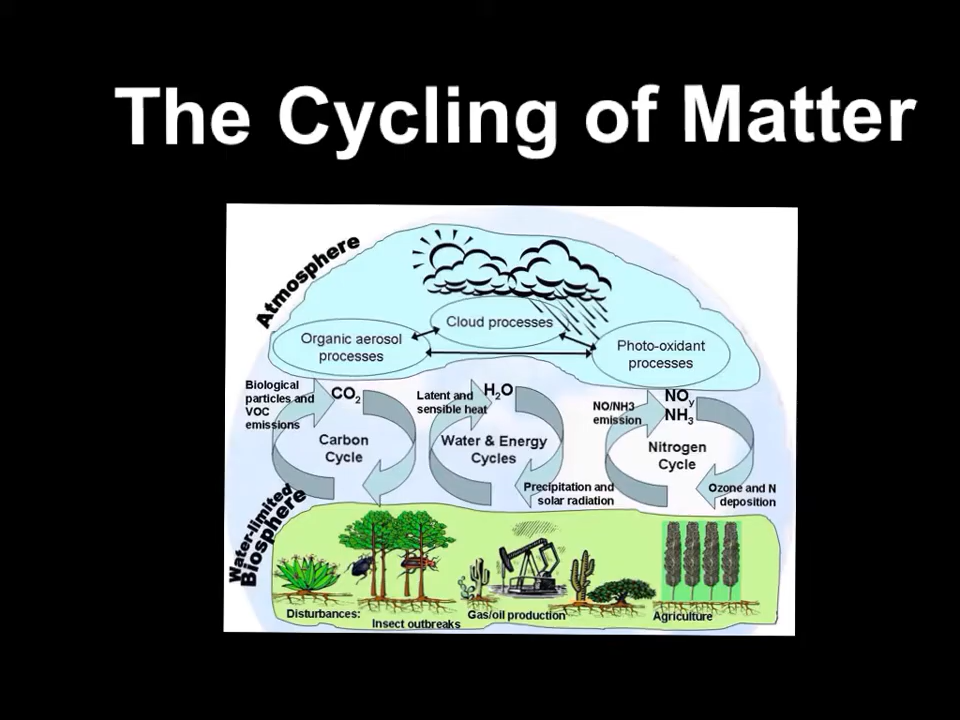 The Cycling of Matter
Atmosphere
Cloud processes
Organic aerosol
processes
Photo-oxidant
processes
Biological
particles and
VOC
emissions
CO2
Carbon
Cycle
Latent and
sensible heat
H2O
Water & Energy
Cycles
Precipitation and
solar radiation
NO/NH3
emission
NOy
NH3
Nitrogen
Cycle
Ozone and N
deposition
Water-limited
Biosphere
Disturbances:
Insect outbreaks
Gas/oil production
Agriculture